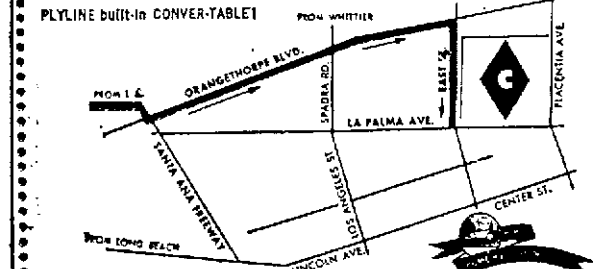 PLYLINE built-in CONVER-TABLE1
FROM WHITTIER
ORANGETHORPE BLVD.
FROM L A
SPADRA RD.
EAST ST.
PLACENTIA AVE
G
LA PALMA AVE.
SANTA ANA FREEWAY
LOS ANGELES ST
CENTER ST.
FROM LONG BEACH
LINCOLN AVE.